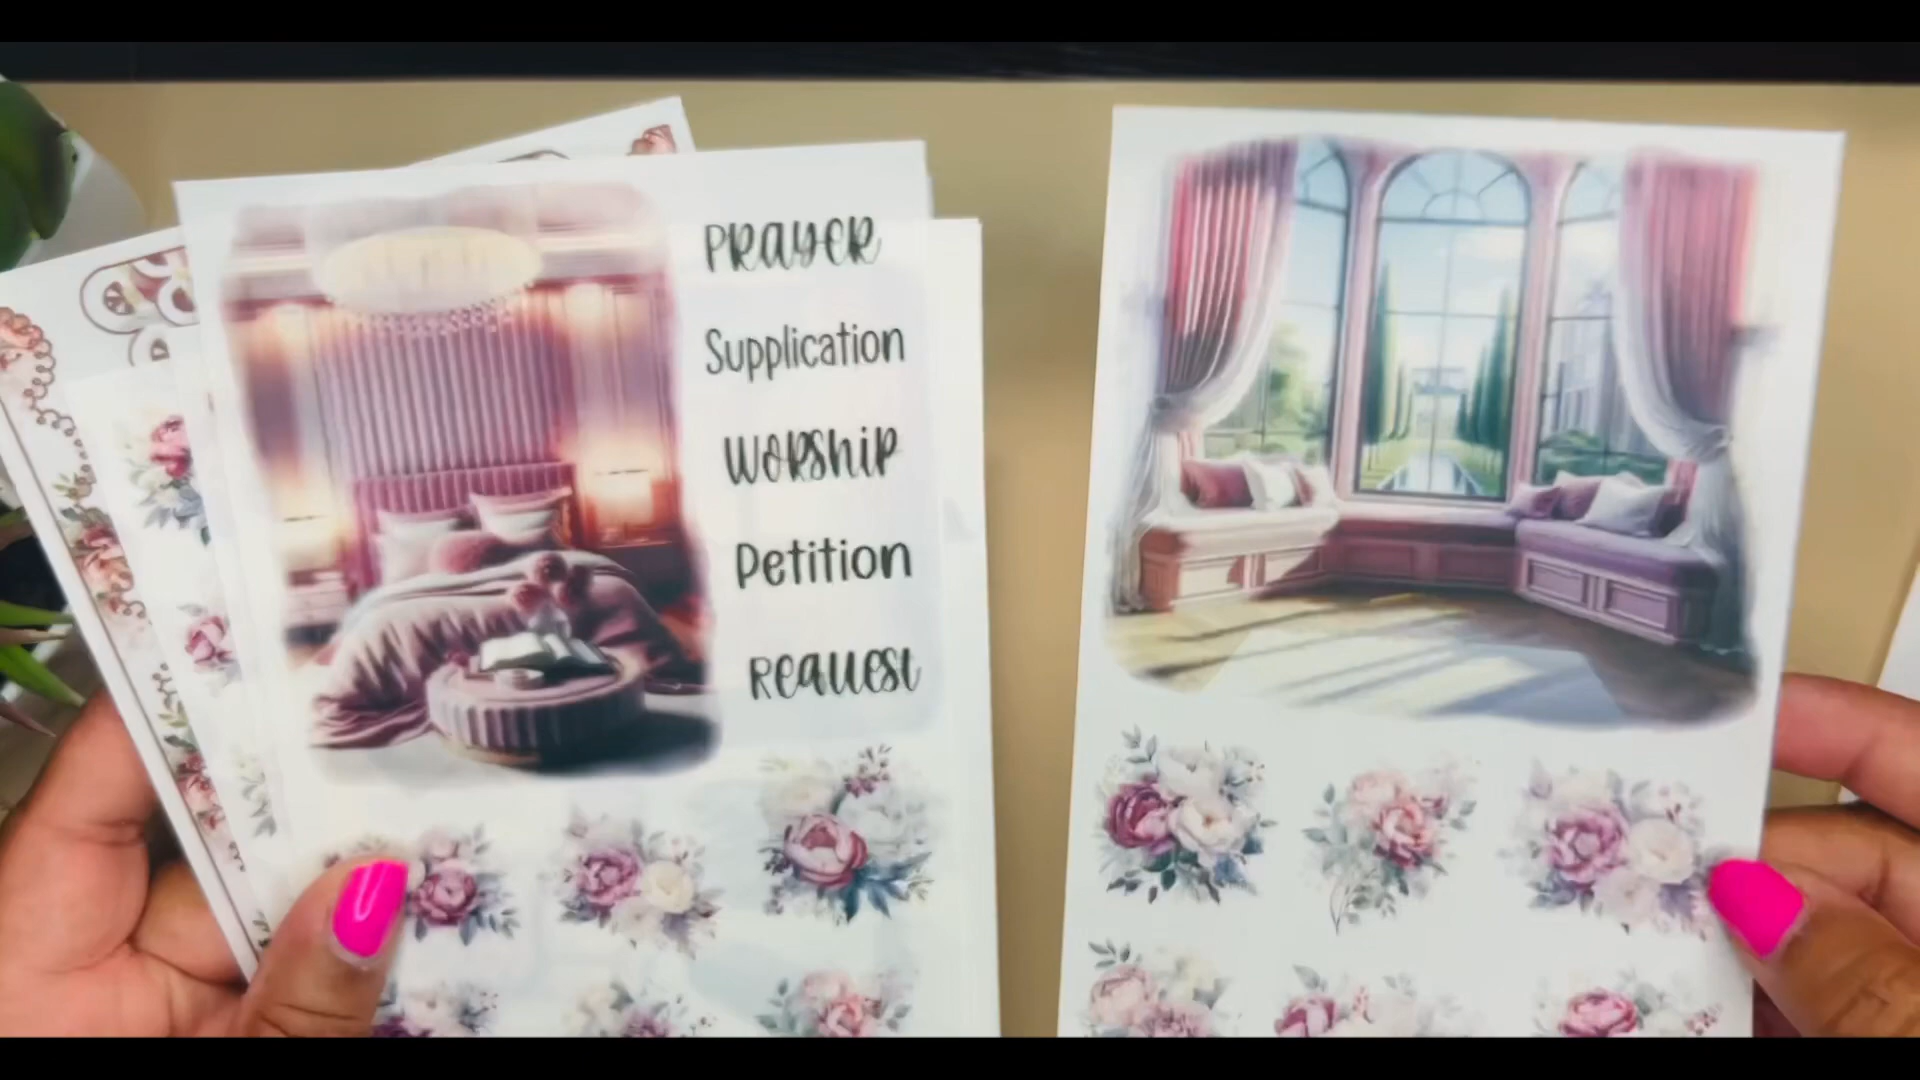 PRAYER
Supplication
WORSHIP
Petition
REQUEST